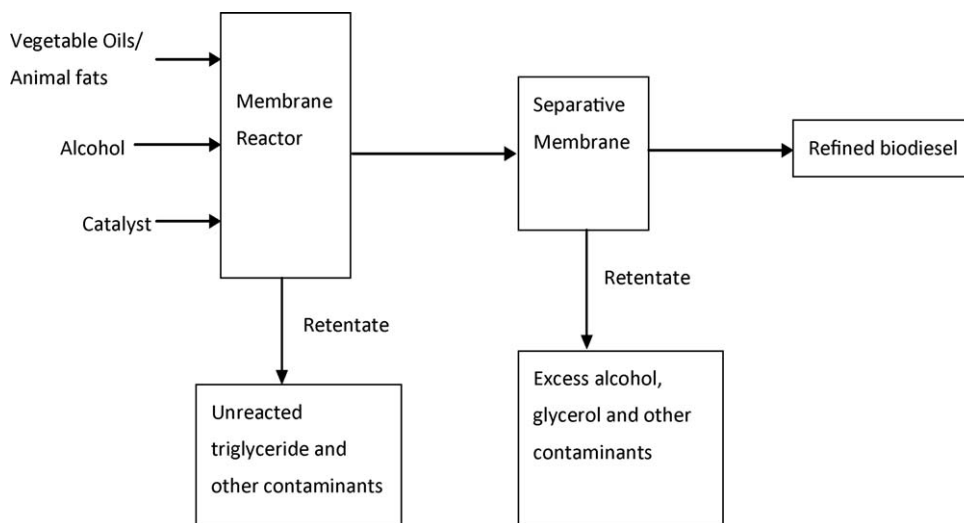 Vegetable Oils/
Animal fats
Alcohol
Catalyst
Membrane
Reactor
Separative
Membrane
Refined biodiesel
Retentate
Retentate
Unreacted
triglyceride and
other contaminants
Excess alcohol,
glycerol and other
contaminants